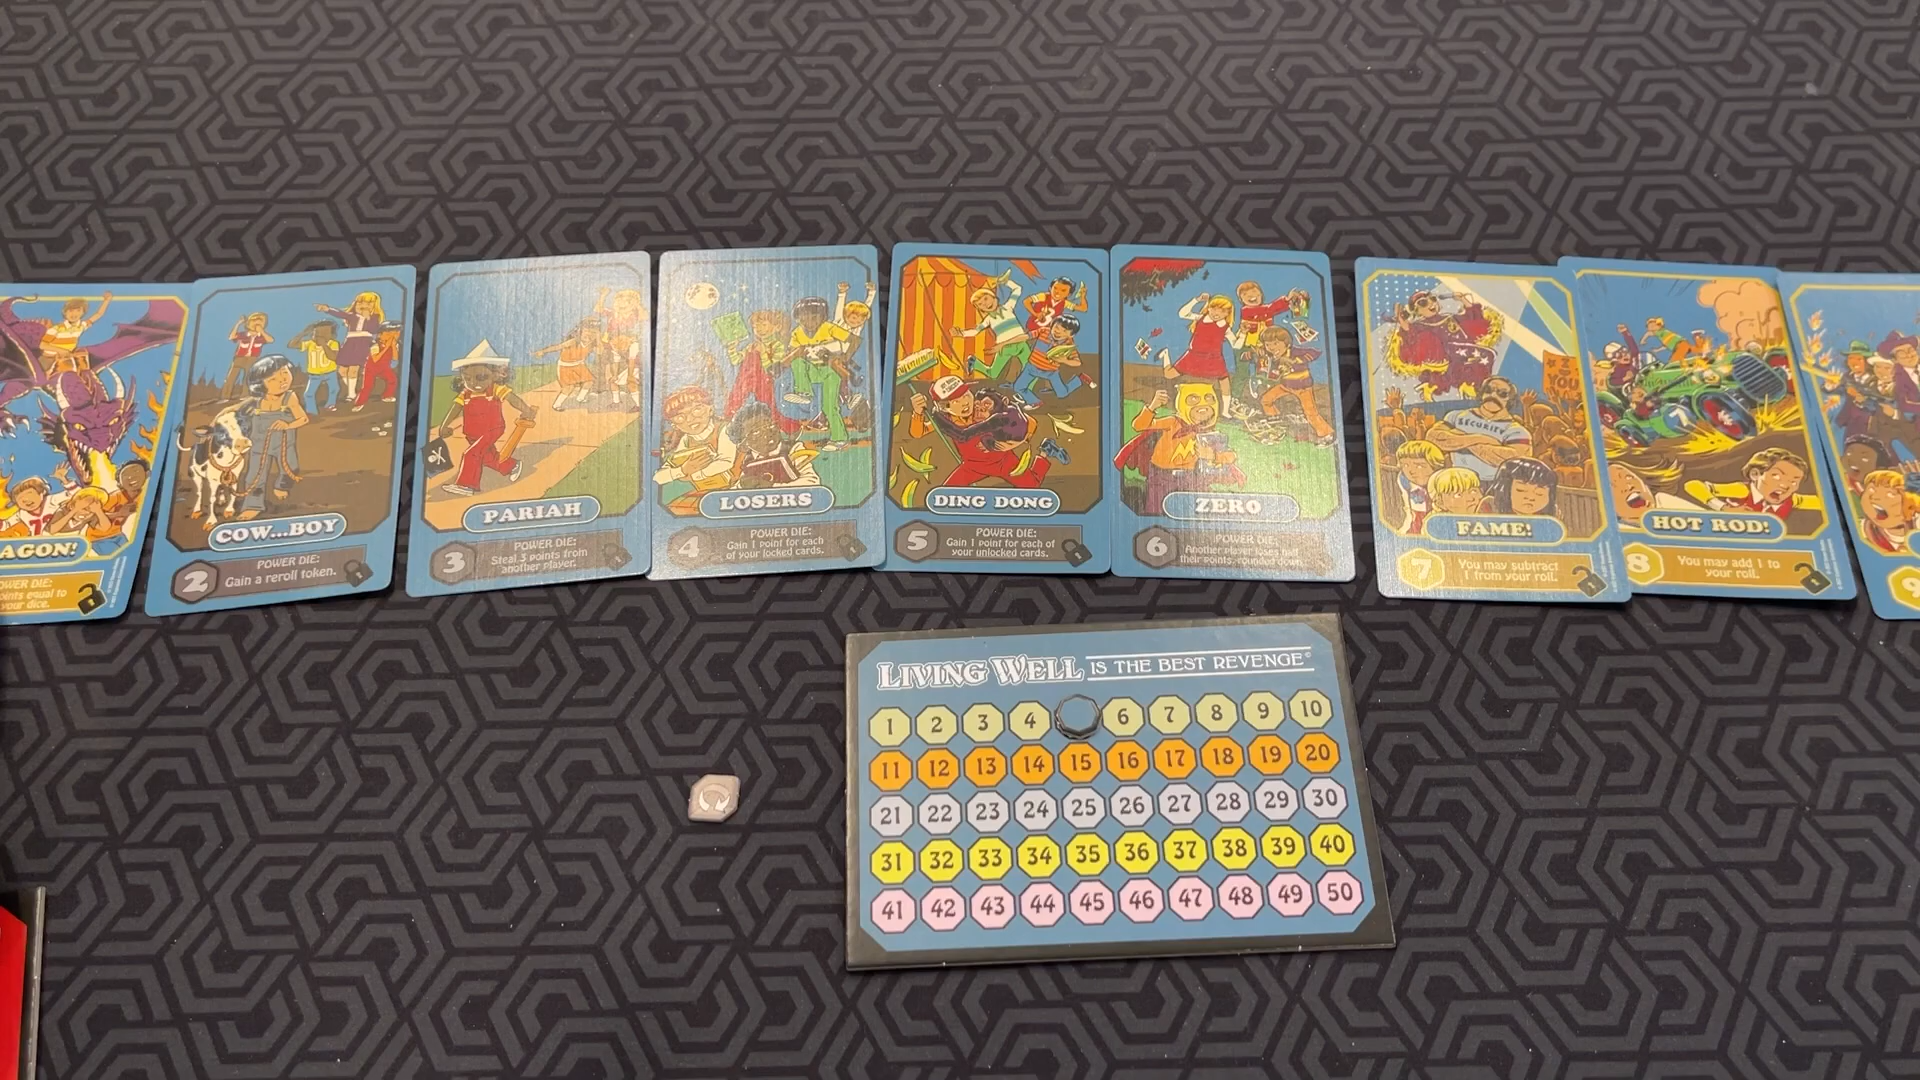 AGON!
OWER DIE:
oints equal to
your dice.
COW...BOY
2
POWER DIE:
Gain a reroll token.
PARIAH
3
POWER DIE:
Steal 3 points from
another player.
LOSERS
4
POWER DIE:
Gain 1 point for each
of your locked cards.
DING DONG
5
POWER DIE:
Gain 1 point for each of
your unlocked cards.
ZERO
6
POWER DIE:
Another player loses half
their points, rounded down.
SECURITY
I
YOU
FAME!
7
You may subtract
1 from your roll.
HOT ROD!
8
You may add 1 to
your roll.
9
LIVING WELL IS THE BEST REVENGE
1 2 3 4 6 7 8 9 10
11 12 13 14 15 16 17 18 19 20
21 22 23 24 25 26 27 28 29 30
31 32 33 34 35 36 37 38 39 40
41 42 43 44 45 46 47 48 49 50